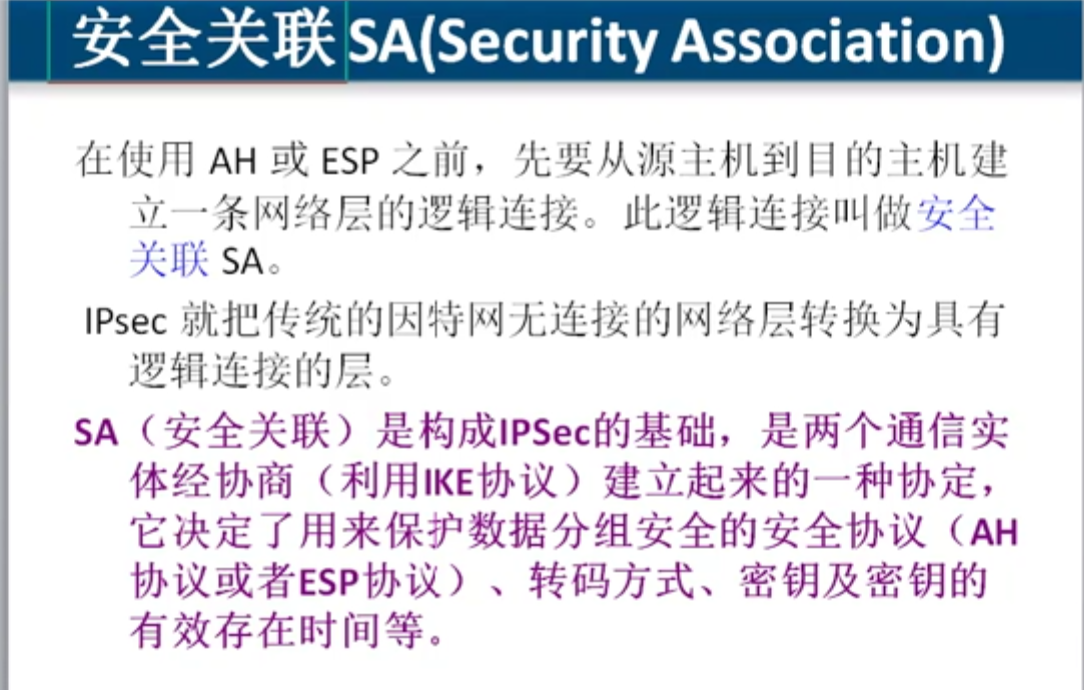 安全关联 SA(Security Association)
在使用 AH 或 ESP 之前，先要从源主机到目的主机建
立一条网络层的逻辑连接。此逻辑连接叫做安全
关联 SA。
IPsec 就把传统的因特网无连接的网络层转换为具有
逻辑连接的层。
SA（安全关联）是构成IPSec的基础，是两个通信实
体经协商（利用IKE协议）建立起来的一种协定，
它决定了用来保护数据分组安全的安全协议（AH
协议或者ESP协议）、转码方式、密钥及密钥的
有效存在时间等。